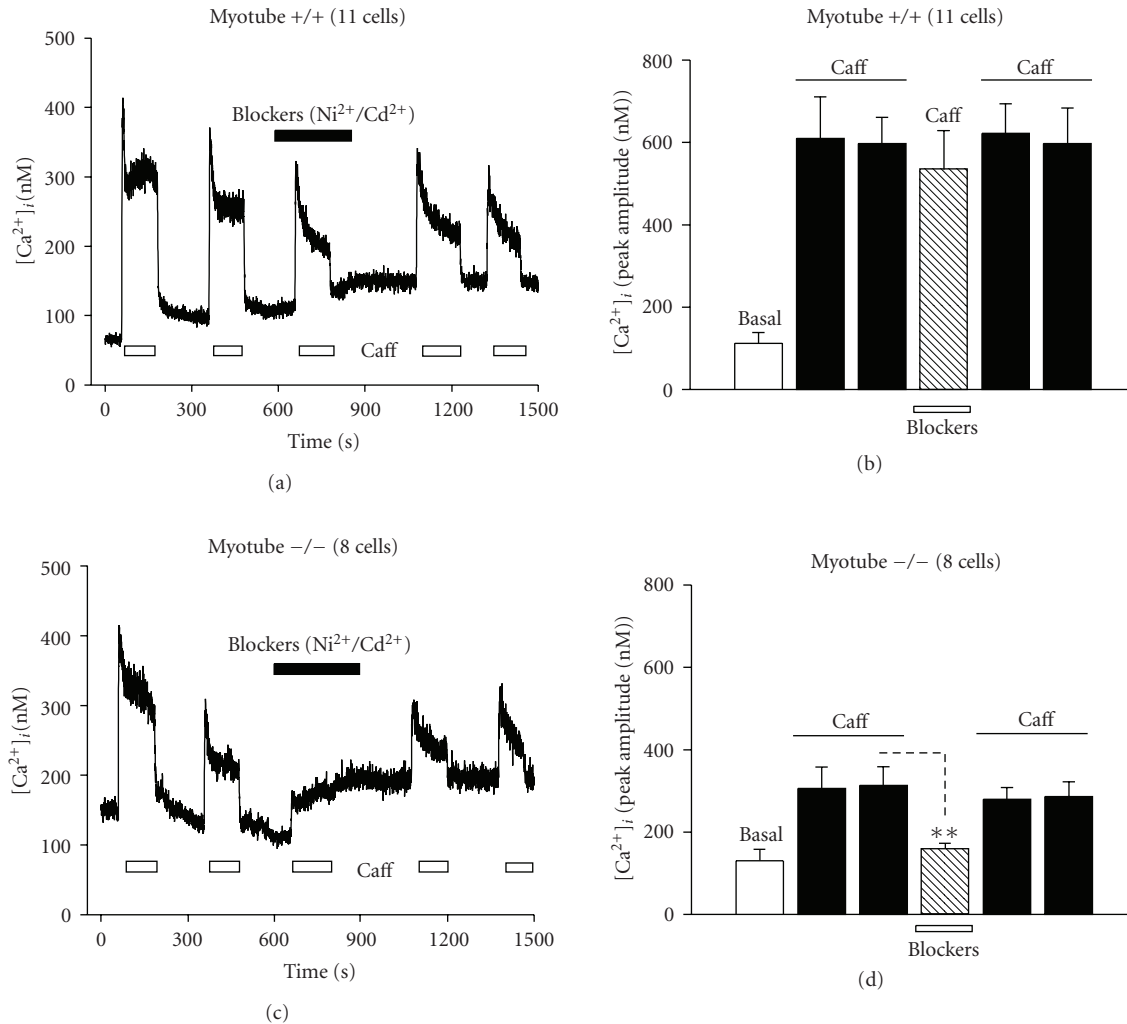 Myotube +/+ (11 cells)
500
400
300
200
100
0
[Ca²⁺]ᵢ (nM)
Blockers (Ni²⁺/Cd²⁺)
Caff
0 300 600 900 1200 1500
Time (s)
(a)
Myotube +/+ (11 cells)
800
600
400
200
0
[Ca²⁺]ᵢ (peak amplitude (nM))
Caff
Caff
Caff
Basal
Blockers
(b)
Myotube −/− (8 cells)
500
400
300
200
100
0
[Ca²⁺]ᵢ (nM)
Blockers (Ni²⁺/Cd²⁺)
Caff
0 300 600 900 1200 1500
Time (s)
(c)
Myotube −/− (8 cells)
800
600
400
200
0
[Ca²⁺]ᵢ (peak amplitude (nM))
Caff
Caff
Basal
∗∗
Blockers
(d)